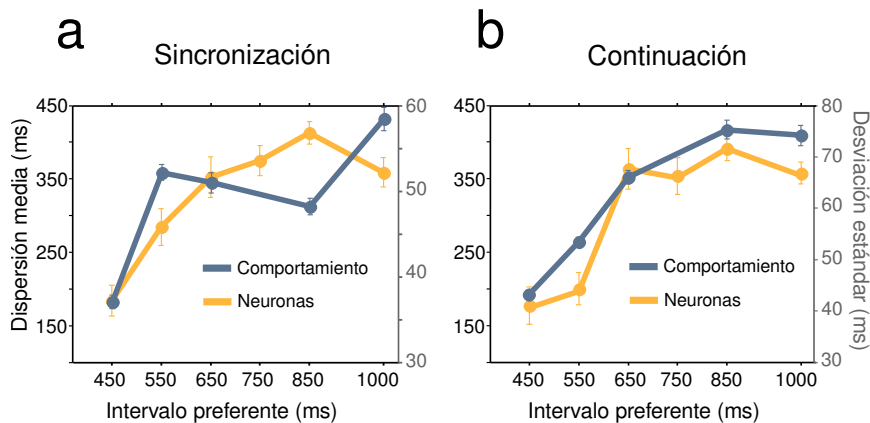 a
Sincronización
Dispersión media (ms)
450
350
250
150
60
50
40
30
Comportamiento
Neuronas
450 550 650 750 850 1000
Intervalo preferente (ms)
b
Continuación
450
350
250
150
80
70
60
50
40
30
Desviación estándar
(ms)
Comportamiento
Neuronas
450 550 650 750 850 1000
Intervalo preferente (ms)